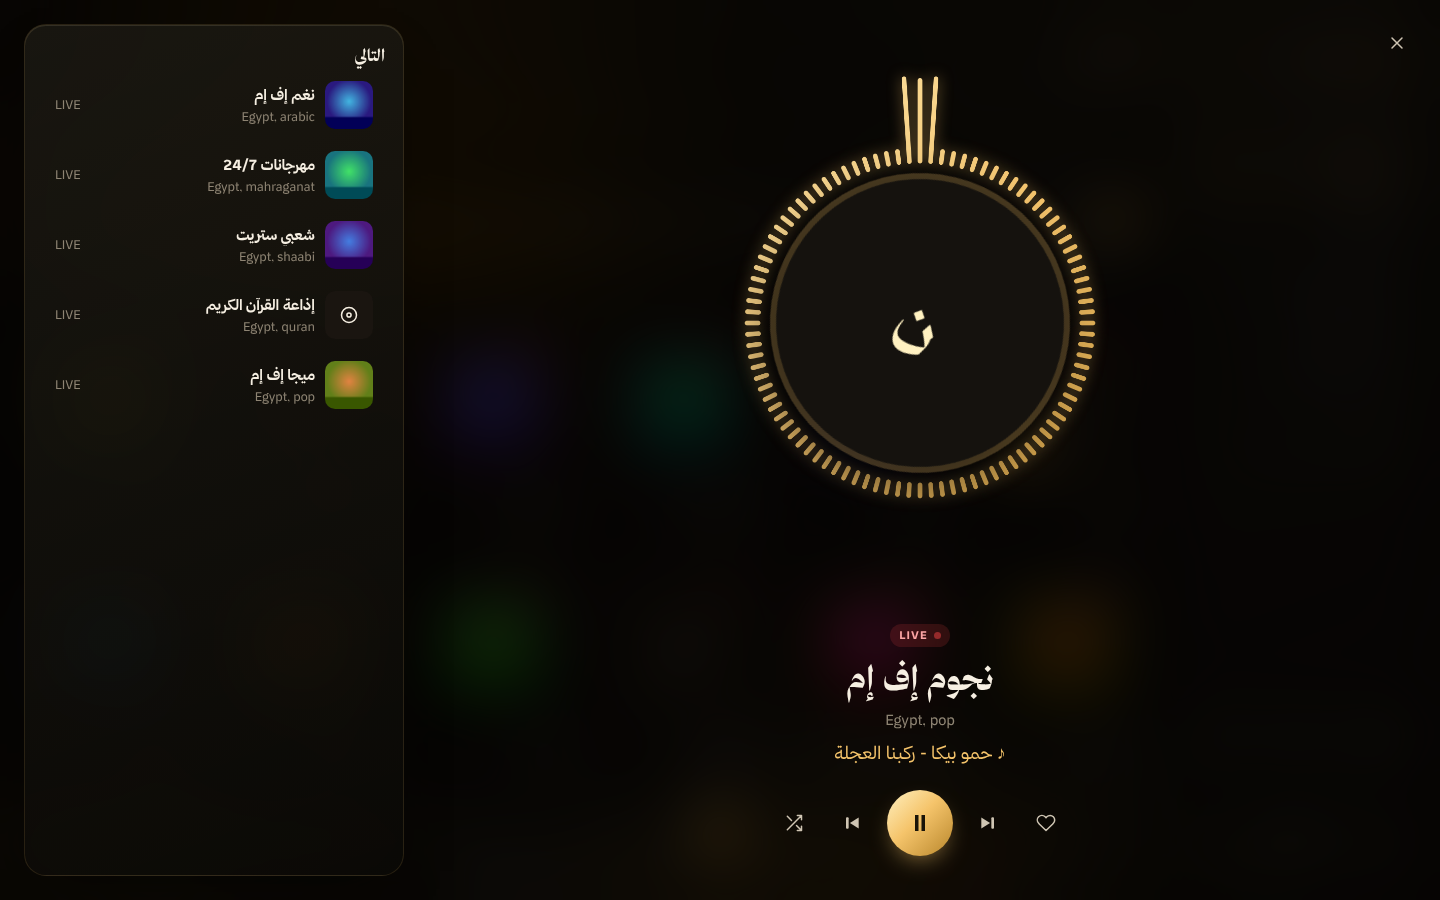 التالي
نغم إف إم
Egypt، arabic
LIVE
مهرجانات 24/7
Egypt، mahraganat
LIVE
شعبي ستريت
Egypt، shaabi
LIVE
إذاعة القرآن الكريم
Egypt، quran
LIVE
ميجا إف إم
Egypt، pop
LIVE
ن
LIVE
نجوم إف إم
Egypt، pop
♪ حمو بيكا - ركبنا العجلة